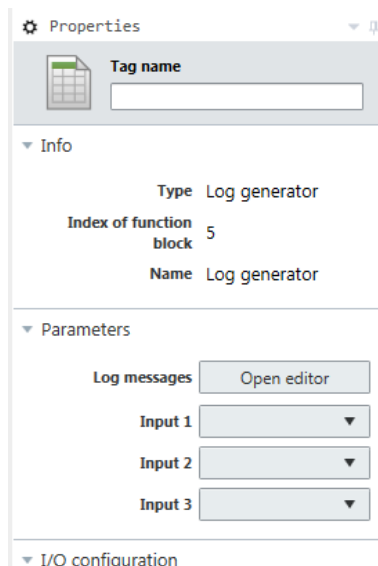 Properties
Tag name
Info
Type Log generator
Index of function
block 5
Name Log generator
Parameters
Log messages Open editor
Input 1
Input 2
Input 3
I/O configuration